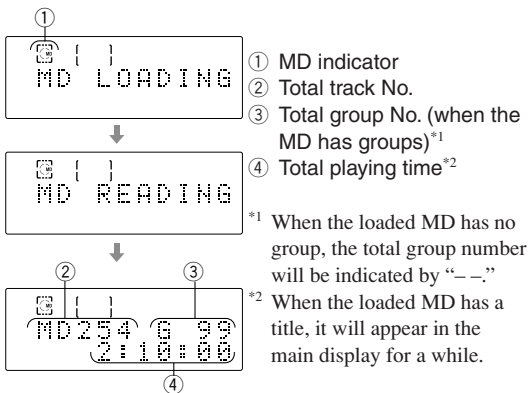 ①
MD LOADING
MD READING
② ③
MD254 G 99
2:10:00
④
① MD indicator
② Total track No.
③ Total group No. (when the
MD has groups)*1
④ Total playing time*2
*1 When the loaded MD has no
group, the total group number
will be indicated by “– –.”
*2 When the loaded MD has a
title, it will appear in the
main display for a while.